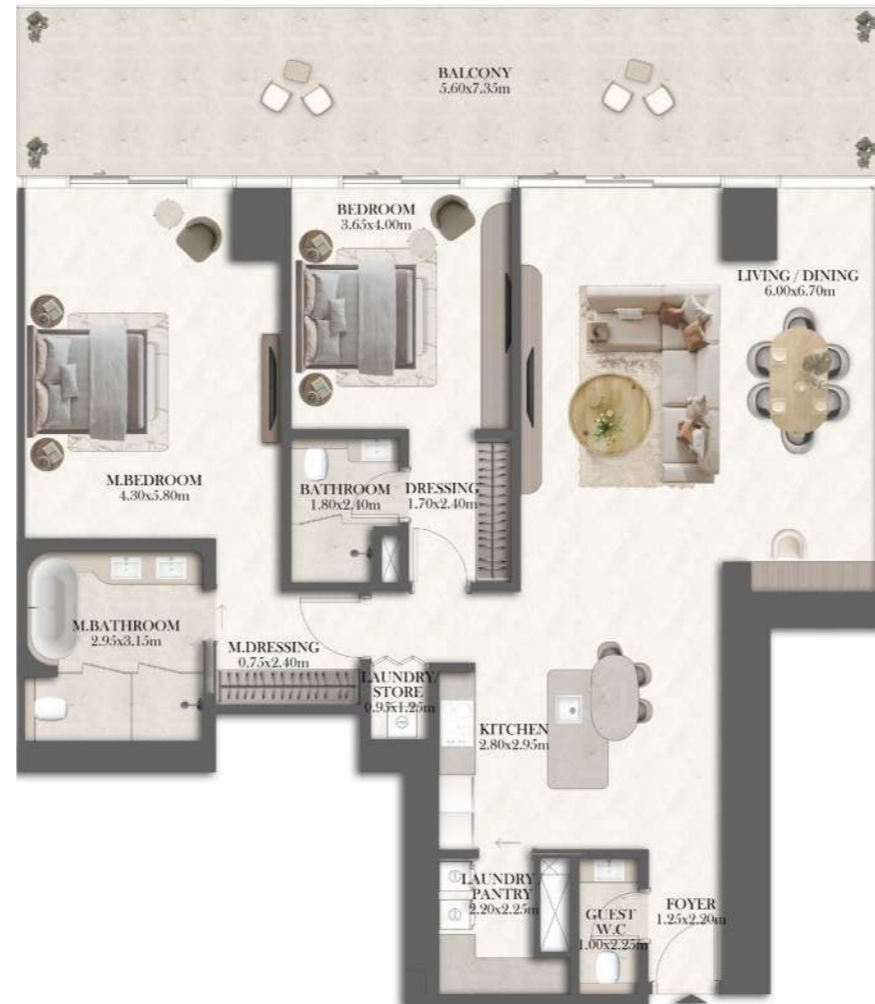 BALCONY
5.60x7.35m
BEDROOM
3.65x4.00m
LIVING / DINING
6.00x6.70m
M.BEDROOM
4.30x5.80m
BATHROOM
1.80x2.40m
DRESSING
1.70x2.40m
M.BATHROOM
2.95x3.15m
M.DRESSING
0.75x2.40m
LAUNDRY/
STORE
0.95x1.25m
KITCHEN
2.80x2.95m
LAUNDRY
PANTRY
2.20x2.25m
GUEST
W.C
1.00x2.25m
FOYER
1.25x2.20m